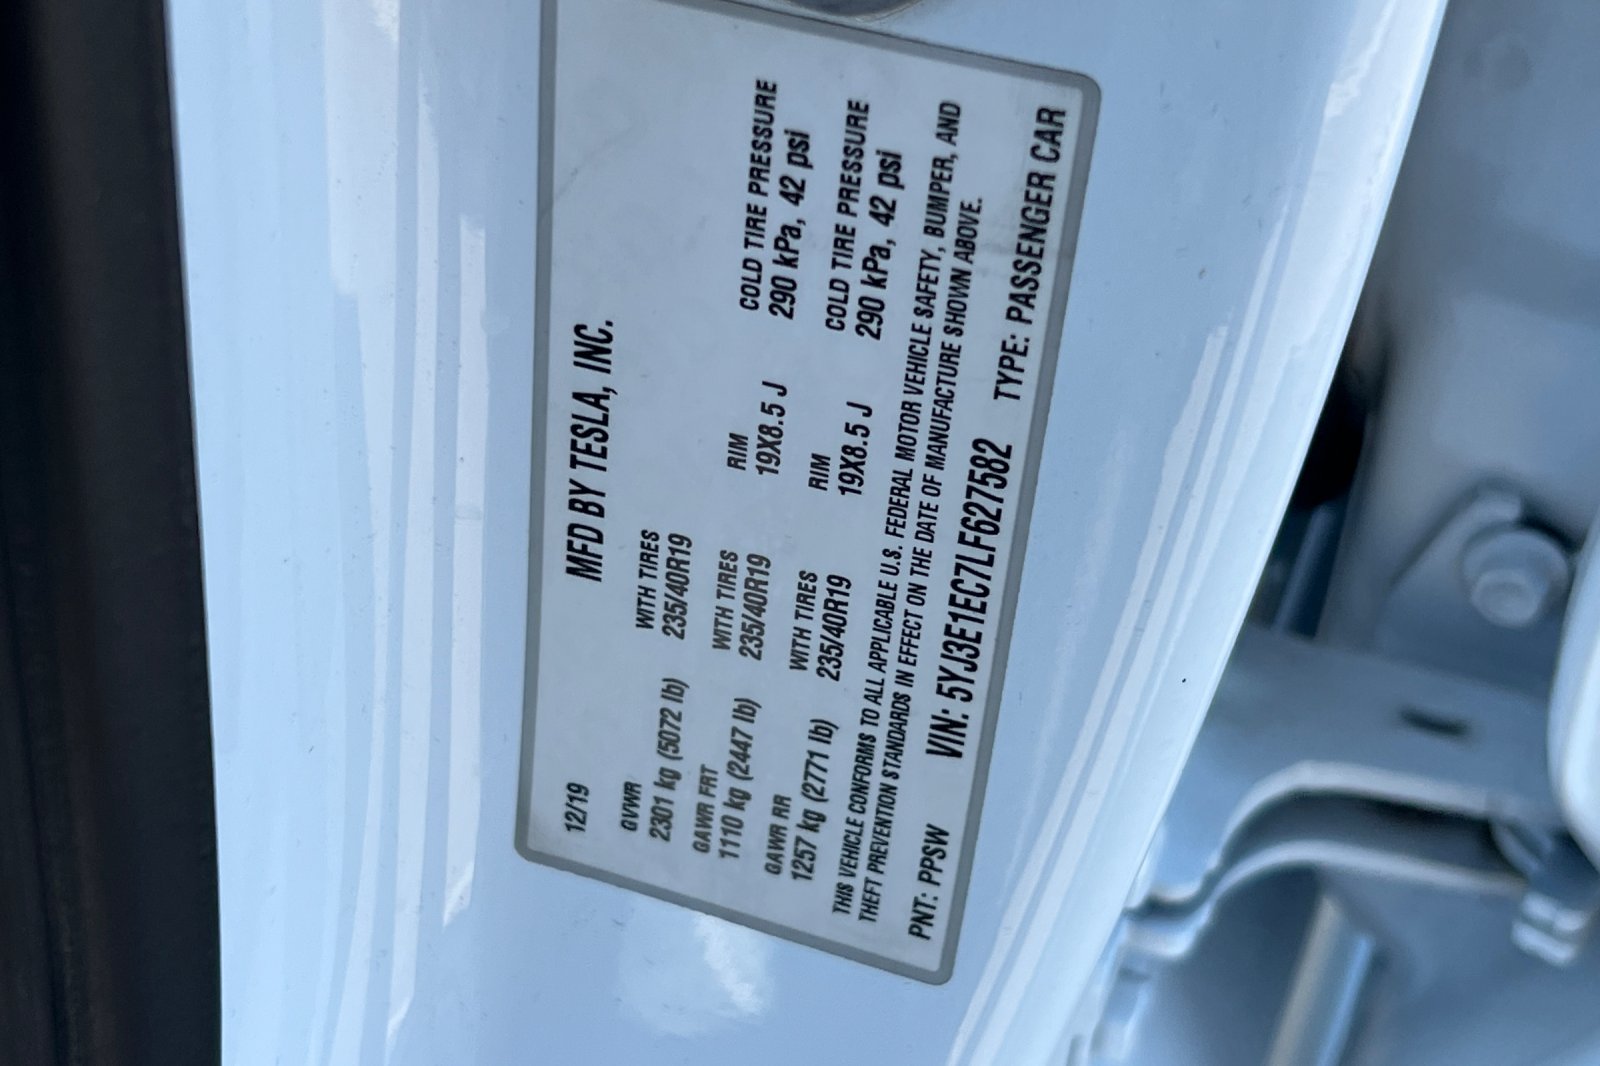 12/19 MFD BY TESLA, INC.
GVWR WITH TIRES
2301 kg (5072 lb) 235/40R19
GAWR FRT WITH TIRES RIM COLD TIRE PRESSURE
1110 kg (2447 lb) 235/40R19 19X8.5 J 290 kPa, 42 psi
GAWR RR WITH TIRES RIM COLD TIRE PRESSURE
1257 kg (2771 lb) 235/40R19 19X8.5 J 290 kPa, 42 psi
THIS VEHICLE CONFORMS TO ALL APPLICABLE U.S. FEDERAL MOTOR VEHICLE SAFETY, BUMPER, AND
THEFT PREVENTION STANDARDS IN EFFECT ON THE DATE OF MANUFACTURE SHOWN ABOVE.
PNT: PPSW VIN: 5YJ3E1EC7LF627582 TYPE: PASSENGER CAR